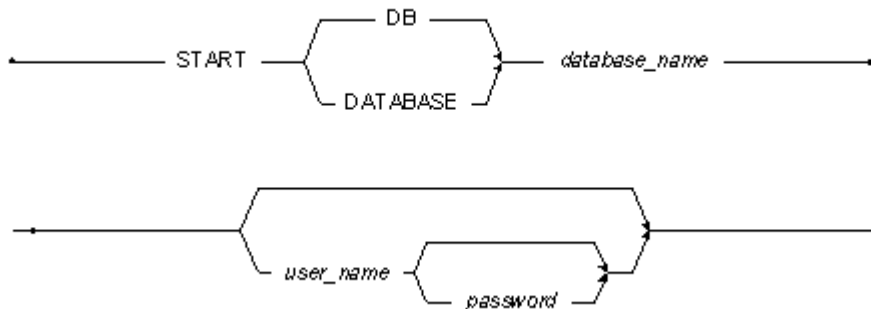 DB
START database_name
DATABASE
user_name
password